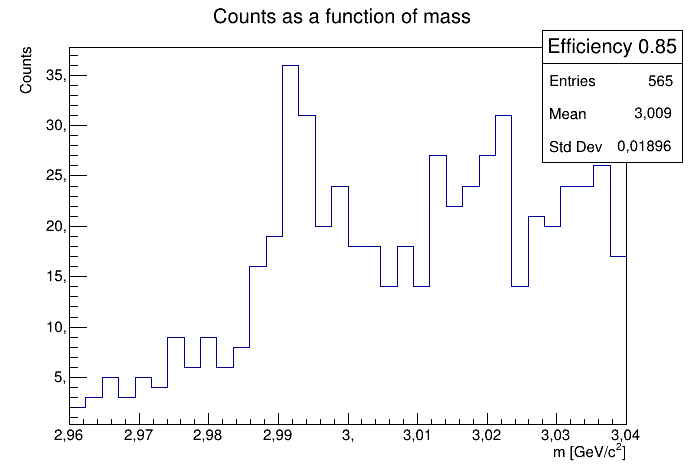 Counts as a function of mass
Counts
Efficiency 0.85
Entries 565
Mean 3,009
Std Dev 0,01896
35,
30,
25,
20,
15,
10,
5,
2,96 2,97 2,98 2,99 3, 3,01 3,02 3,03 3,04
m [GeV/c²]